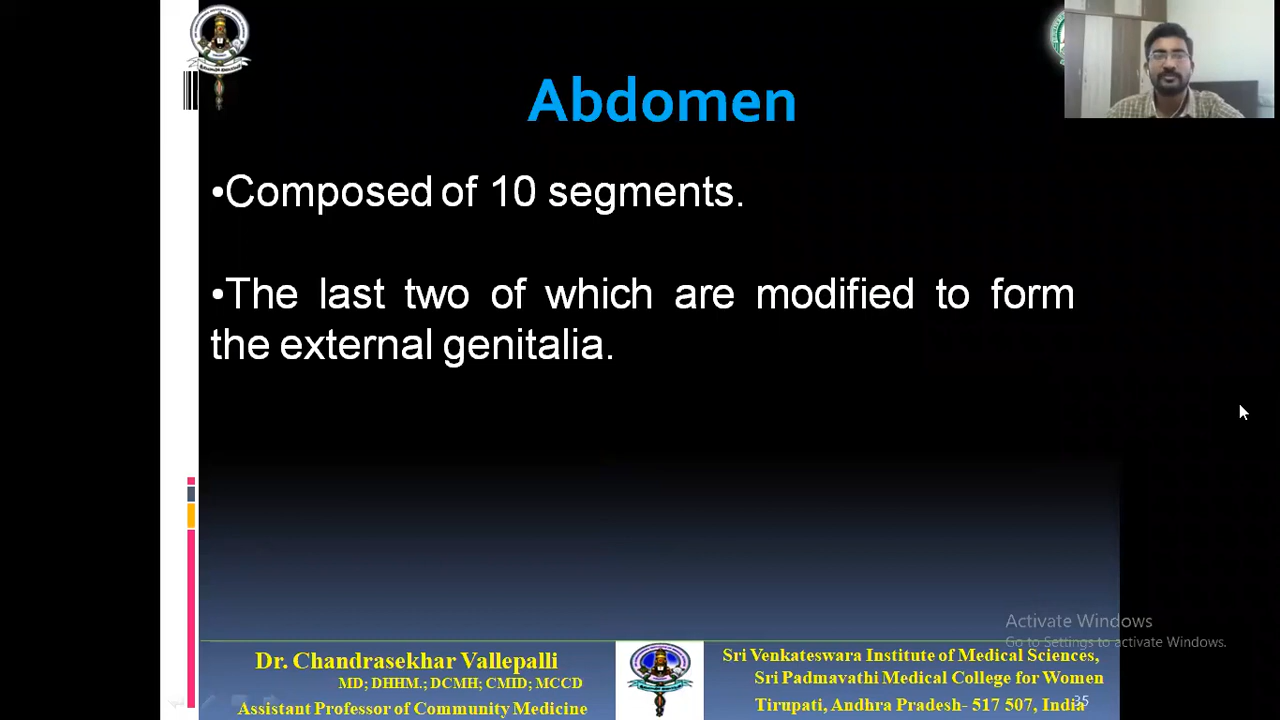 Abdomen
•Composed of 10 segments.
•The last two of which are modified to form
the external genitalia.
Activate Windows
Go to Settings to activate Windows.
Dr. Chandrasekhar Vallepalli
MD; DHHM.; DCMH; CMID; MCCD
Assistant Professor of Community Medicine
Sri Venkateswara Institute of Medical Sciences,
Sri Padmavathi Medical College for Women
Tirupati, Andhra Pradesh- 517 507, India
35